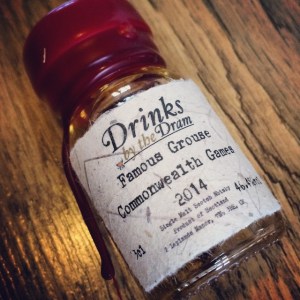 Drinks
by the Dram
Famous Grouse
Commonwealth Games
2014
Single Malt Scotch Whisky
Product of Scotland